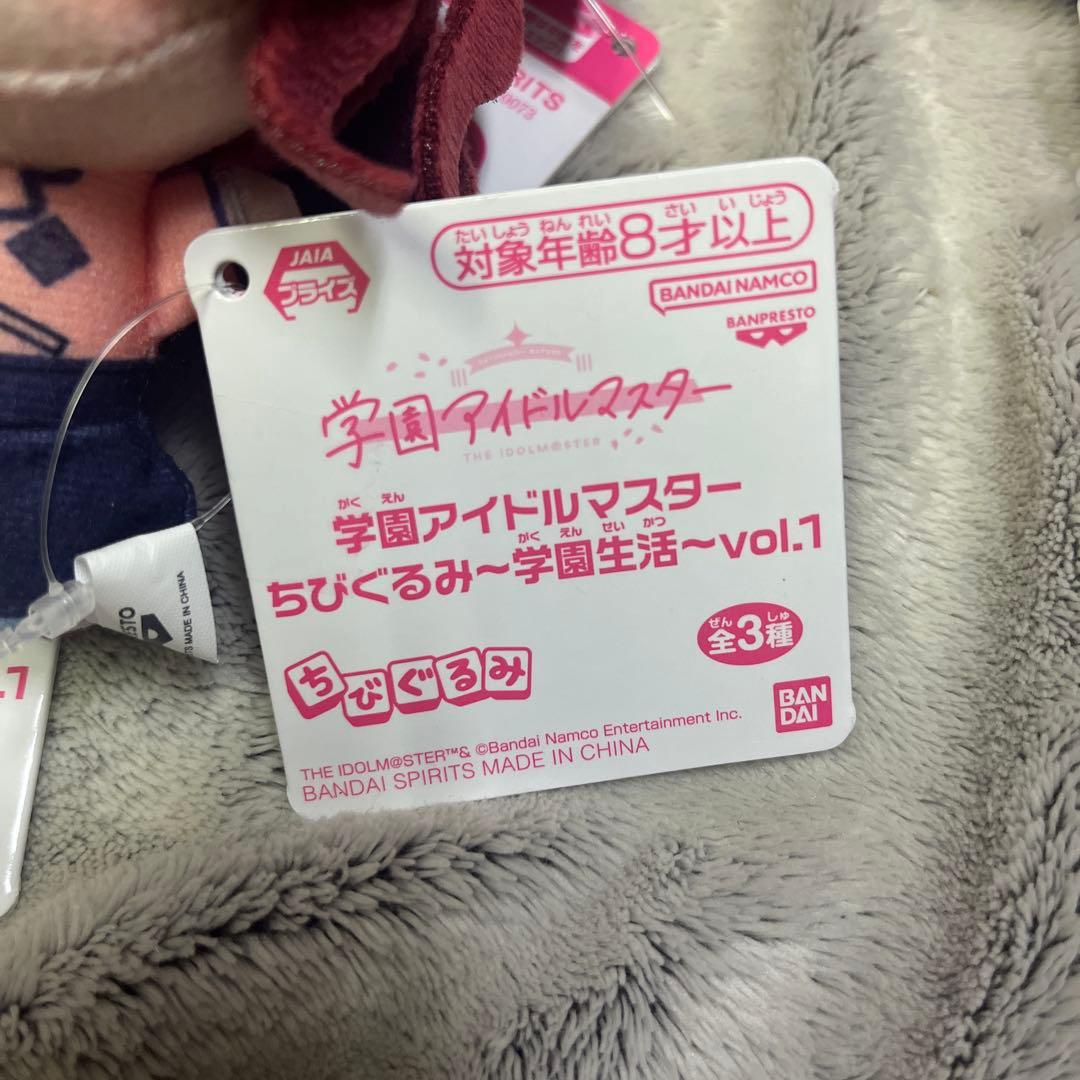 RITS
0073
JAIA
プライズ
たいしょうねんれい さいいじょう
対象年齢8才以上
BANDAI NAMCO
BANPRESTO
学園アイドルマスター
THE IDOLM@STER
がくえん
学園アイドルマスター
がくえんせいかつ
ちびぐるみ~学園生活~vol.1
ぜん しゅ
全3種
ちびぐるみ
BAN
DAI
THE IDOLM@STER™& ©Bandai Namco Entertainment Inc.
BANDAI SPIRITS MADE IN CHINA
ESTO
TS MADE IN CHINA
.1